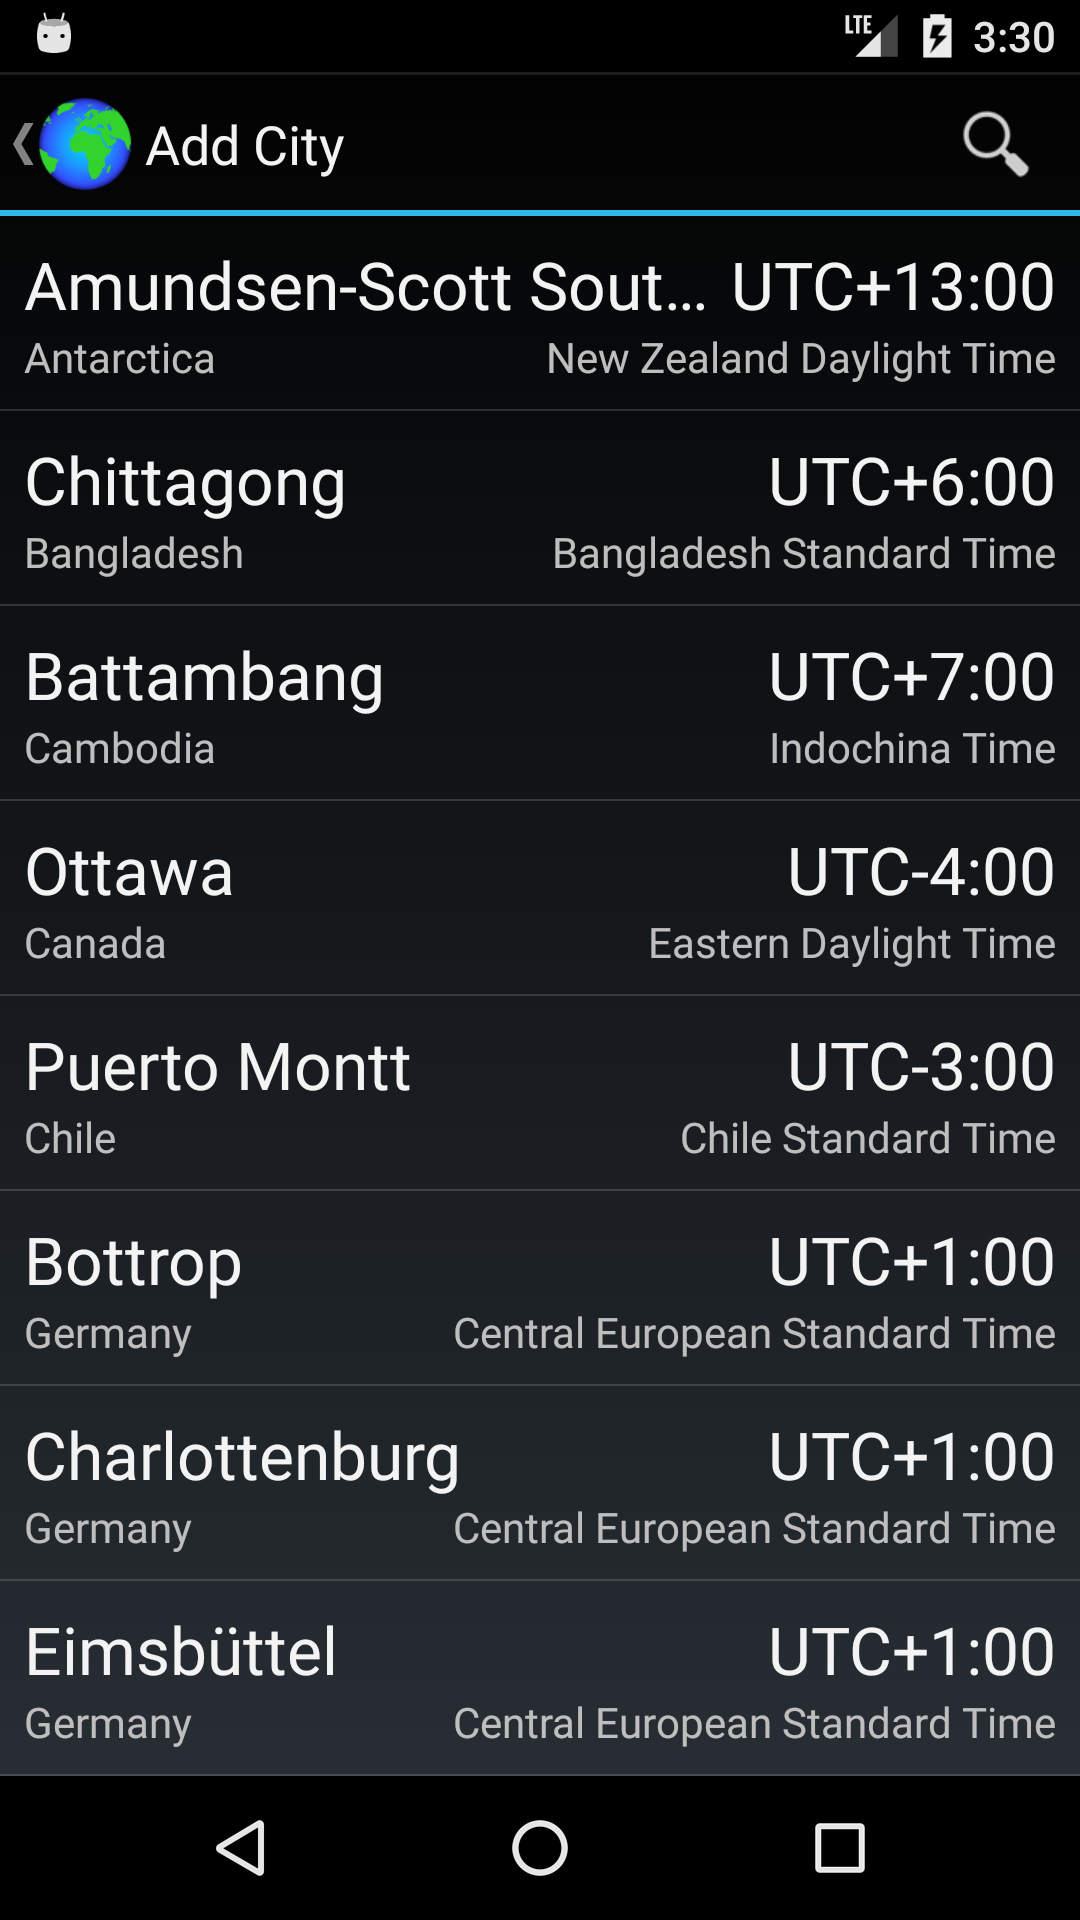 LTE 3:30
Add City
Amundsen-Scott Sout... UTC+13:00
Antarctica New Zealand Daylight Time
Chittagong UTC+6:00
Bangladesh Bangladesh Standard Time
Battambang UTC+7:00
Cambodia Indochina Time
Ottawa UTC-4:00
Canada Eastern Daylight Time
Puerto Montt UTC-3:00
Chile Chile Standard Time
Bottrop UTC+1:00
Germany Central European Standard Time
Charlottenburg UTC+1:00
Germany Central European Standard Time
Eimsbüttel UTC+1:00
Germany Central European Standard Time